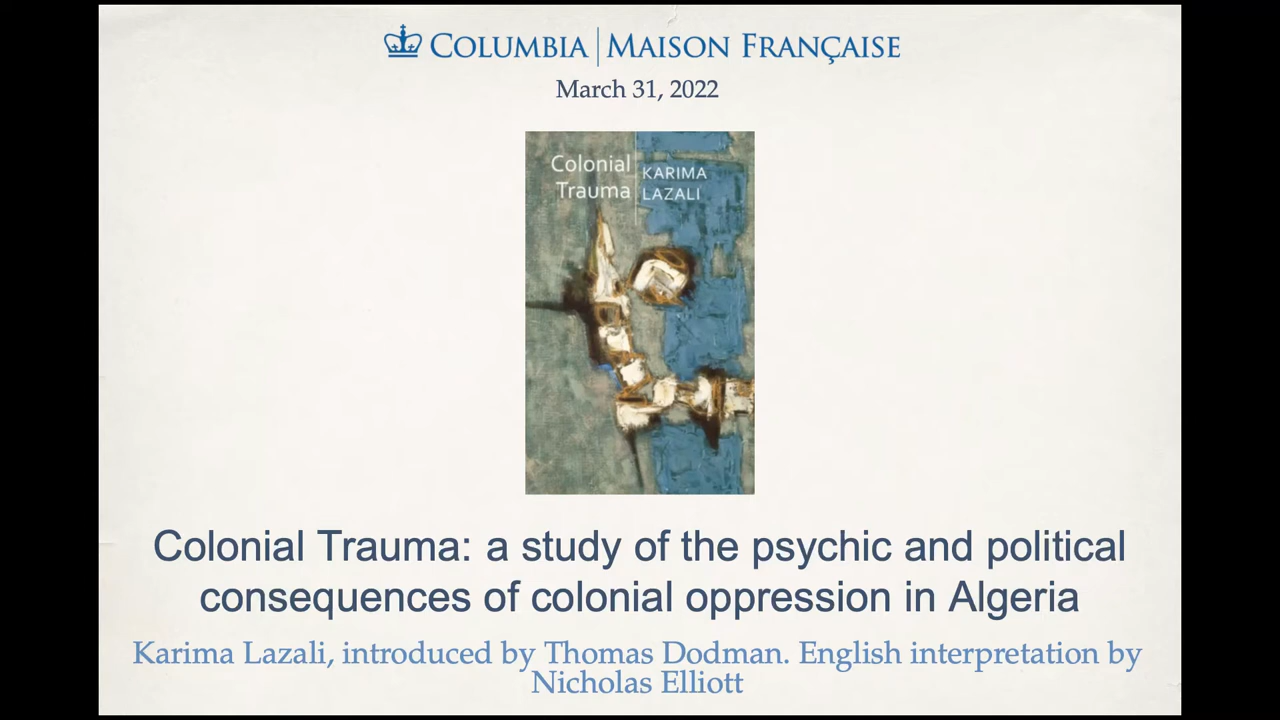 COLUMBIA | MAISON FRANÇAISE
March 31, 2022
Colonial Trauma
KARIMA LAZALI
Colonial Trauma: a study of the psychic and political
consequences of colonial oppression in Algeria
Karima Lazali, introduced by Thomas Dodman. English interpretation by
Nicholas Elliott